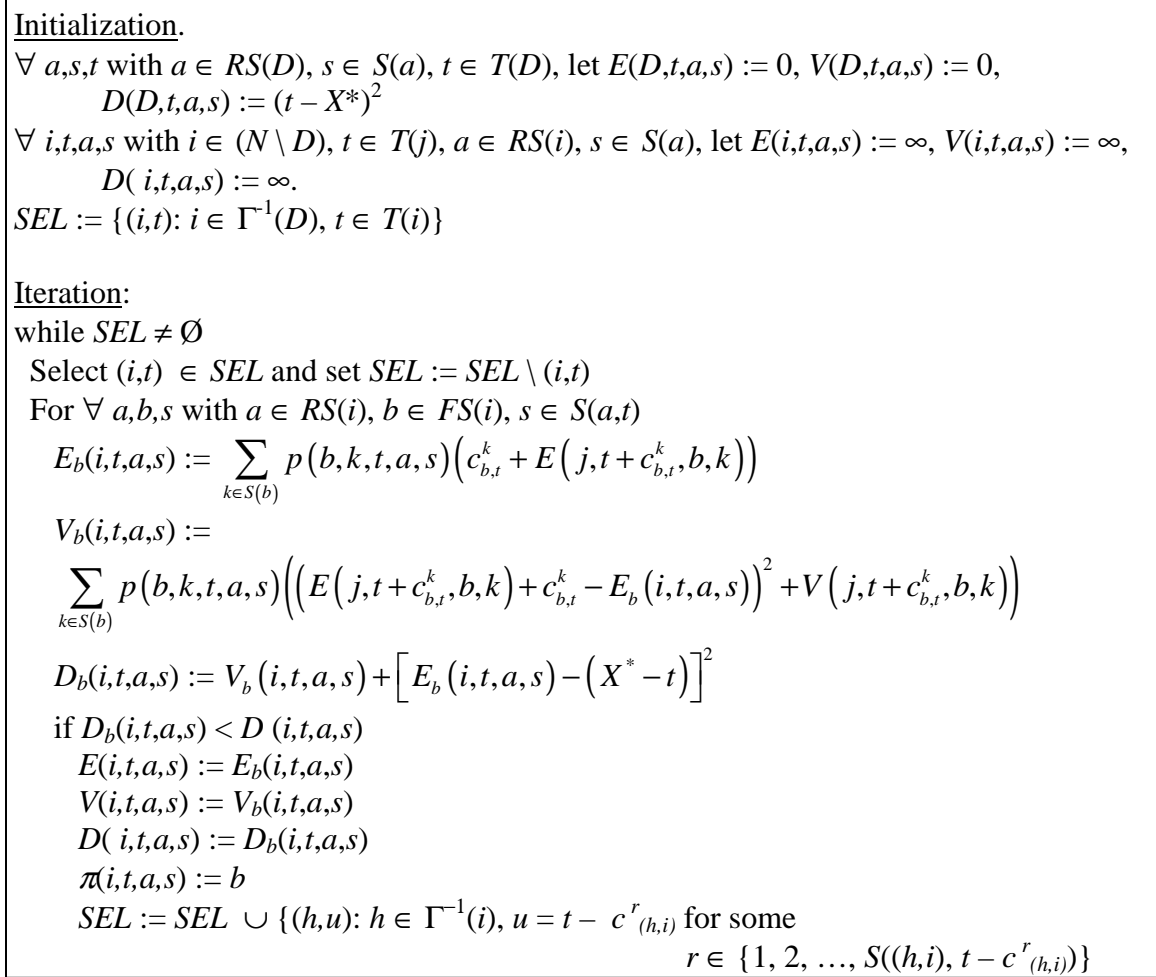 Initialization.
∀ a,s,t with a ∈ RS(D), s ∈ S(a), t ∈ T(D), let E(D,t,a,s) := 0, V(D,t,a,s) := 0,
D(D,t,a,s) := (t – X*)²
∀ i,t,a,s with i ∈ (N \ D), t ∈ T(j), a ∈ RS(i), s ∈ S(a), let E(i,t,a,s) := ∞, V(i,t,a,s) := ∞,
D( i,t,a,s) := ∞.
SEL := {(i,t): i ∈ Γ⁻¹(D), t ∈ T(i)}
Iteration:
while SEL ≠ Ø
Select (i,t) ∈ SEL and set SEL := SEL \ (i,t)
For ∀ a,b,s with a ∈ RS(i), b ∈ FS(i), s ∈ S(a,t)
E_b(i,t,a,s) := ∑_{k∈S(b)} p(b,k,t,a,s)(c^k_{b,t} + E(j,t+c^k_{b,t},b,k))
V_b(i,t,a,s) :=
∑_{k∈S(b)} p(b,k,t,a,s)((E(j,t+c^k_{b,t},b,k)+c^k_{b,t} – E_b(i,t,a,s))² + V(j,t+c^k_{b,t},b,k))
D_b(i,t,a,s) := V_b(i,t,a,s)+[E_b(i,t,a,s)–(X* – t)]²
if D_b(i,t,a,s) < D (i,t,a,s)
E(i,t,a,s) := E_b(i,t,a,s)
V(i,t,a,s) := V_b(i,t,a,s)
D( i,t,a,s) := D_b(i,t,a,s)
π(i,t,a,s) := b
SEL := SEL ∪ {(h,u): h ∈ Γ⁻¹(i), u = t – c^r_{(h,i)} for some
r ∈ {1, 2, …, S((h,i), t – c^r_{(h,i)})}